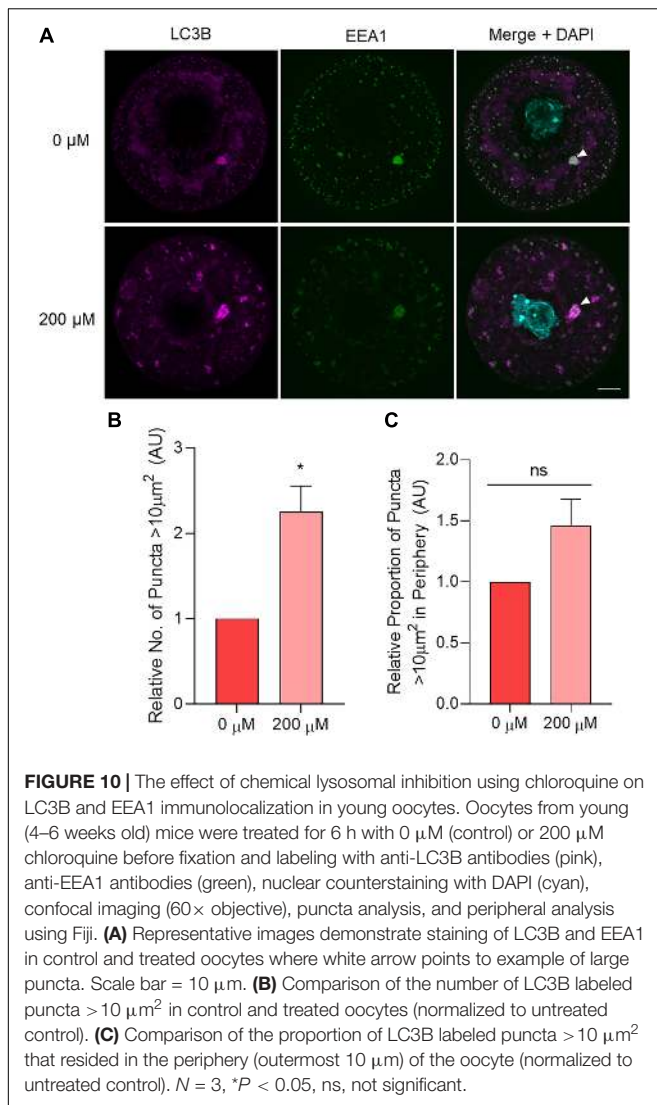 A
LC3B EEA1 Merge + DAPI
0 µM
200 µM
B
Relative No. of Puncta >10µm² (AU)
3
2
1
0
*
0 µM 200 µM
C
Relative Proportion of Puncta
>10µm² in Periphery (AU)
2.0
1.5
1.0
0.5
0.0
ns
0 µM 200 µM
FIGURE 10 | The effect of chemical lysosomal inhibition using chloroquine on
LC3B and EEA1 immunolocalization in young oocytes. Oocytes from young
(4–6 weeks old) mice were treated for 6 h with 0 µM (control) or 200 µM
chloroquine before fixation and labeling with anti-LC3B antibodies (pink),
anti-EEA1 antibodies (green), nuclear counterstaining with DAPI (cyan),
confocal imaging (60× objective), puncta analysis, and peripheral analysis
using Fiji. (A) Representative images demonstrate staining of LC3B and EEA1
in control and treated oocytes where white arrow points to example of large
puncta. Scale bar = 10 µm. (B) Comparison of the number of LC3B labeled
puncta >10 µm² in control and treated oocytes (normalized to untreated
control). (C) Comparison of the proportion of LC3B labeled puncta >10 µm²
that resided in the periphery (outermost 10 µm) of the oocyte (normalized to
untreated control). N = 3, *P < 0.05, ns, not significant.